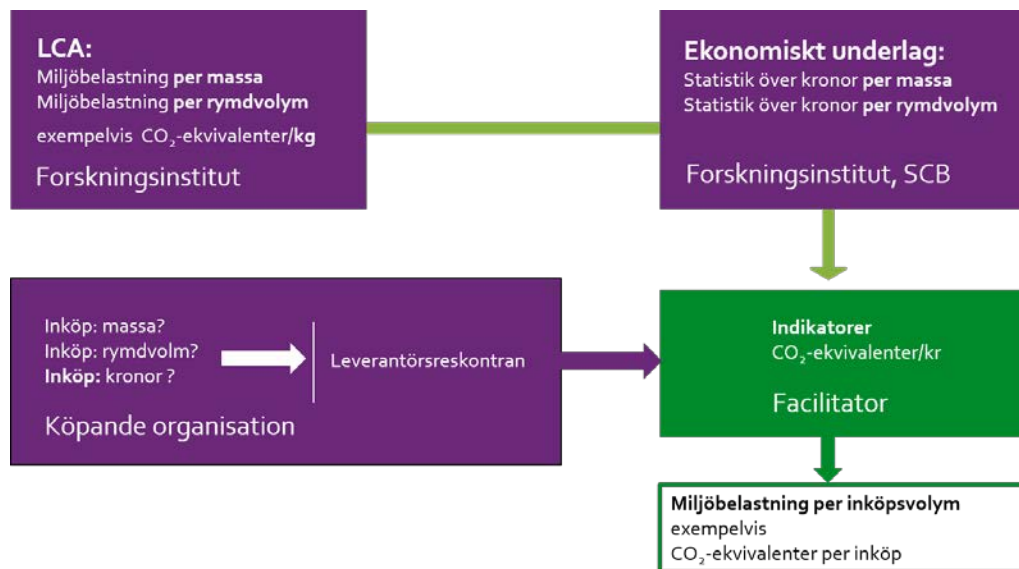 LCA:
Miljöbelastning per massa
Miljöbelastning per rymdvolym
exempelvis CO₂-ekvivalenter/kg
Forskningsinstitut
Ekonomiskt underlag:
Statistik över kronor per massa
Statistik över kronor per rymdvolym
Forskningsinstitut, SCB
Inköp: massa?
Inköp: rymdvolm?
Inköp: kronor ?
Leverantörsreskontran
Köpande organisation
Indikatorer
CO₂-ekvivalenter/kr
Facilitator
Miljöbelastning per inköpsvolym
exempelvis
CO₂-ekvivalenter per inköp